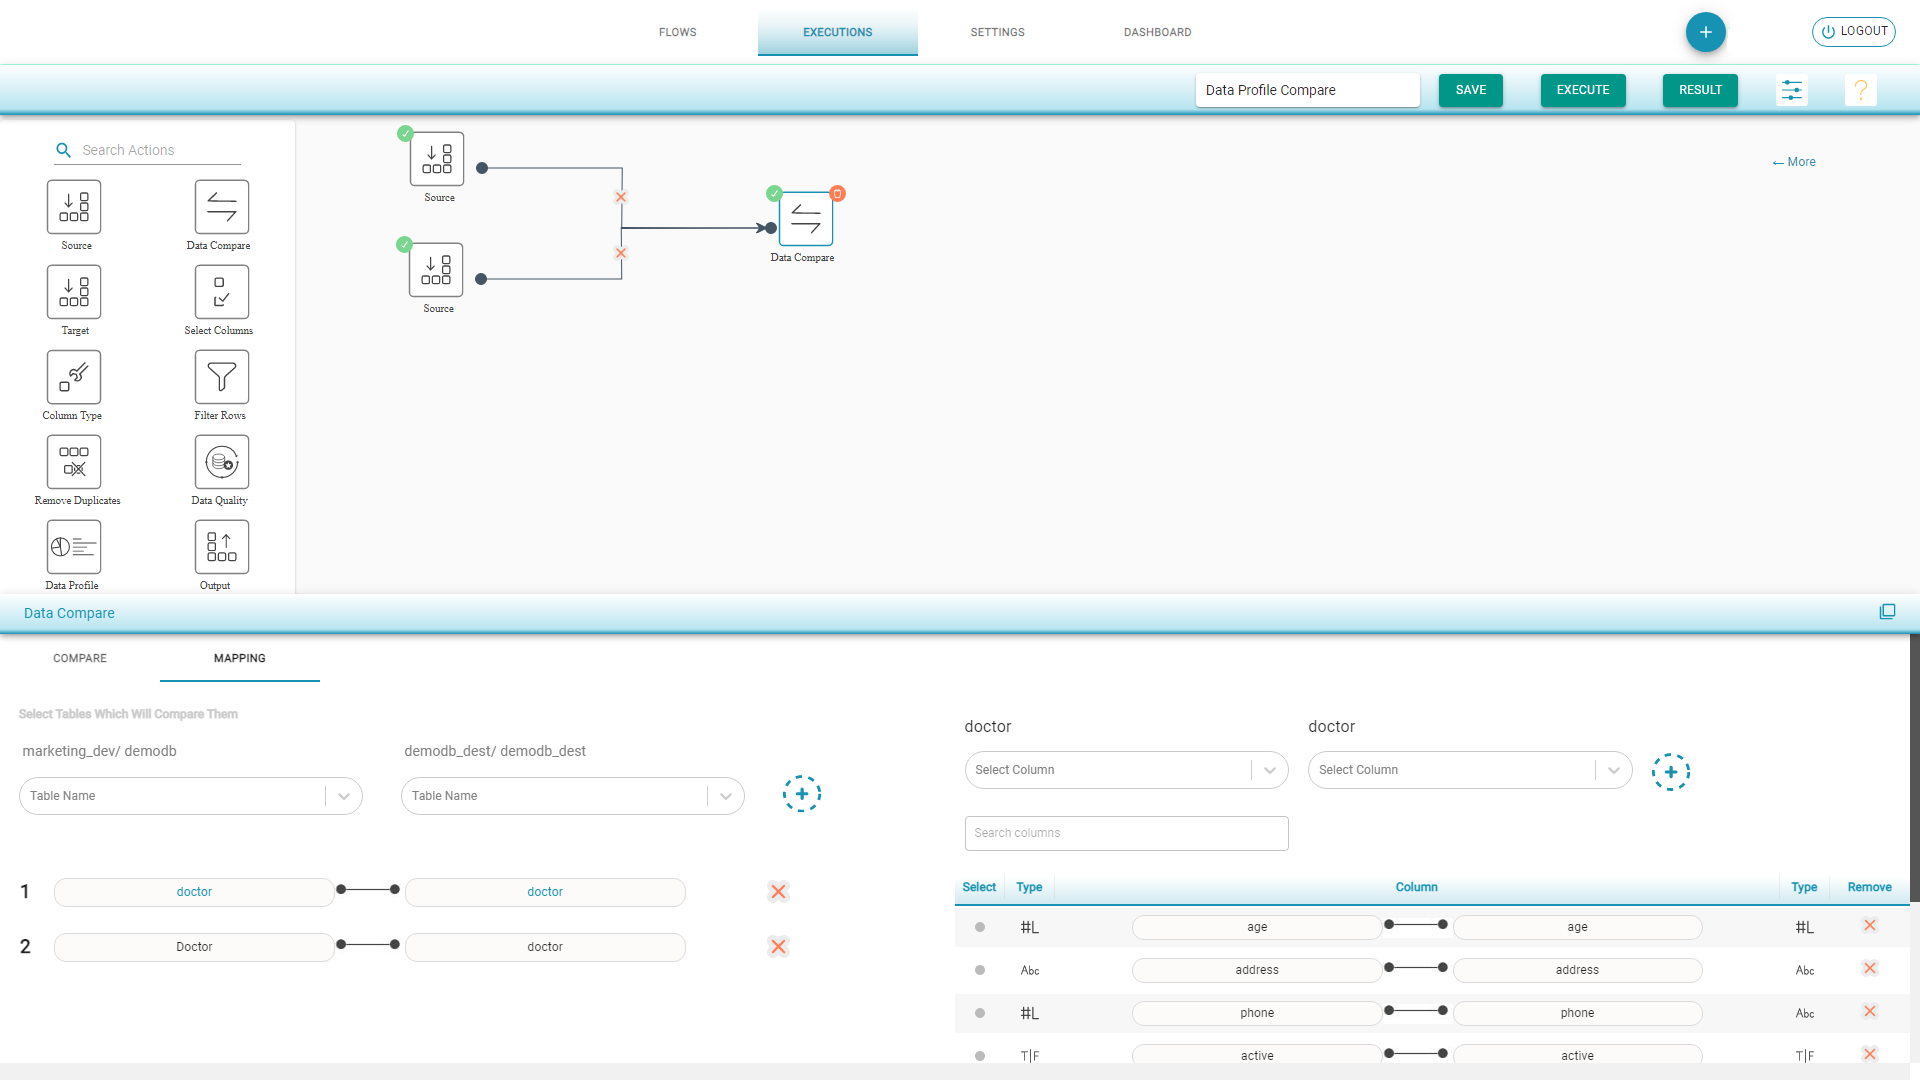 FLOWS EXECUTIONS SETTINGS DASHBOARD + LOGOUT
Data Profile Compare SAVE EXECUTE RESULT ?
Search Actions
← More
Source Data Compare
Target Select Columns
Column Type Filter Rows
Remove Duplicates Data Quality
Data Profile Output
Source
Source
Data Compare
Data Compare
COMPARE MAPPING
Select Tables Which Will Compare Them
marketing_dev/ demodb demodb_dest/ demodb_dest
Table Name Table Name
1 doctor doctor
2 Doctor doctor
doctor doctor
Select Column Select Column
Search columns
Select Type Column Type Remove
#L age age #L
Abc address address Abc
#L phone phone Abc
T|F active active T|F